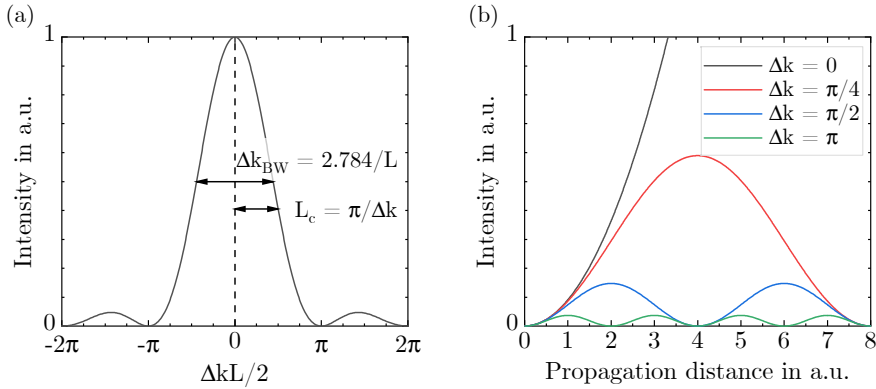 (a)
Intensity in a.u.
1
0
Δk_BW = 2.784/L
L_c = π/Δk
-2π -π 0 π 2π
ΔkL/2
(b)
Intensity in a.u.
1
0
Δk = 0
Δk = π/4
Δk = π/2
Δk = π
0 1 2 3 4 5 6 7 8
Propagation distance in a.u.